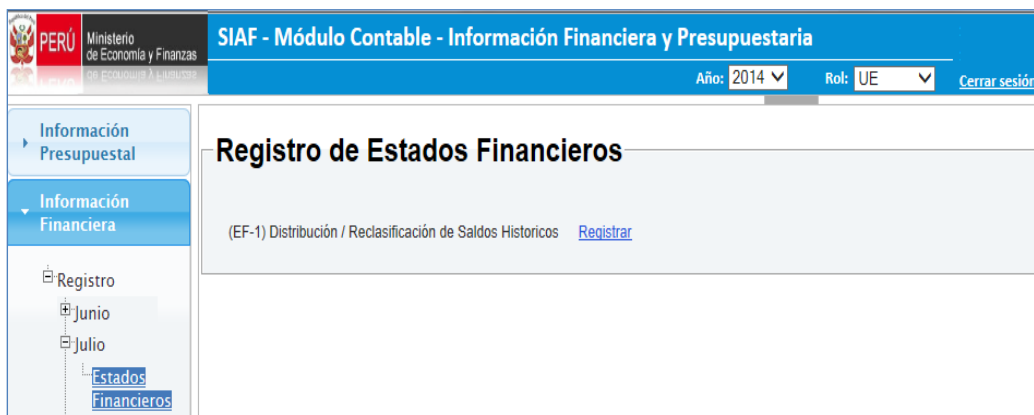 PERÚ
Ministerio
de Economía y Finanzas
SIAF - Módulo Contable - Información Financiera y Presupuestaria
Año: 2014
Rol: UE
Cerrar sesión
Información
Presupuestal
Información
Financiera
Registro
Junio
Julio
Estados
Financieros
Registro de Estados Financieros
(EF-1) Distribución / Reclasificación de Saldos Historicos Registrar